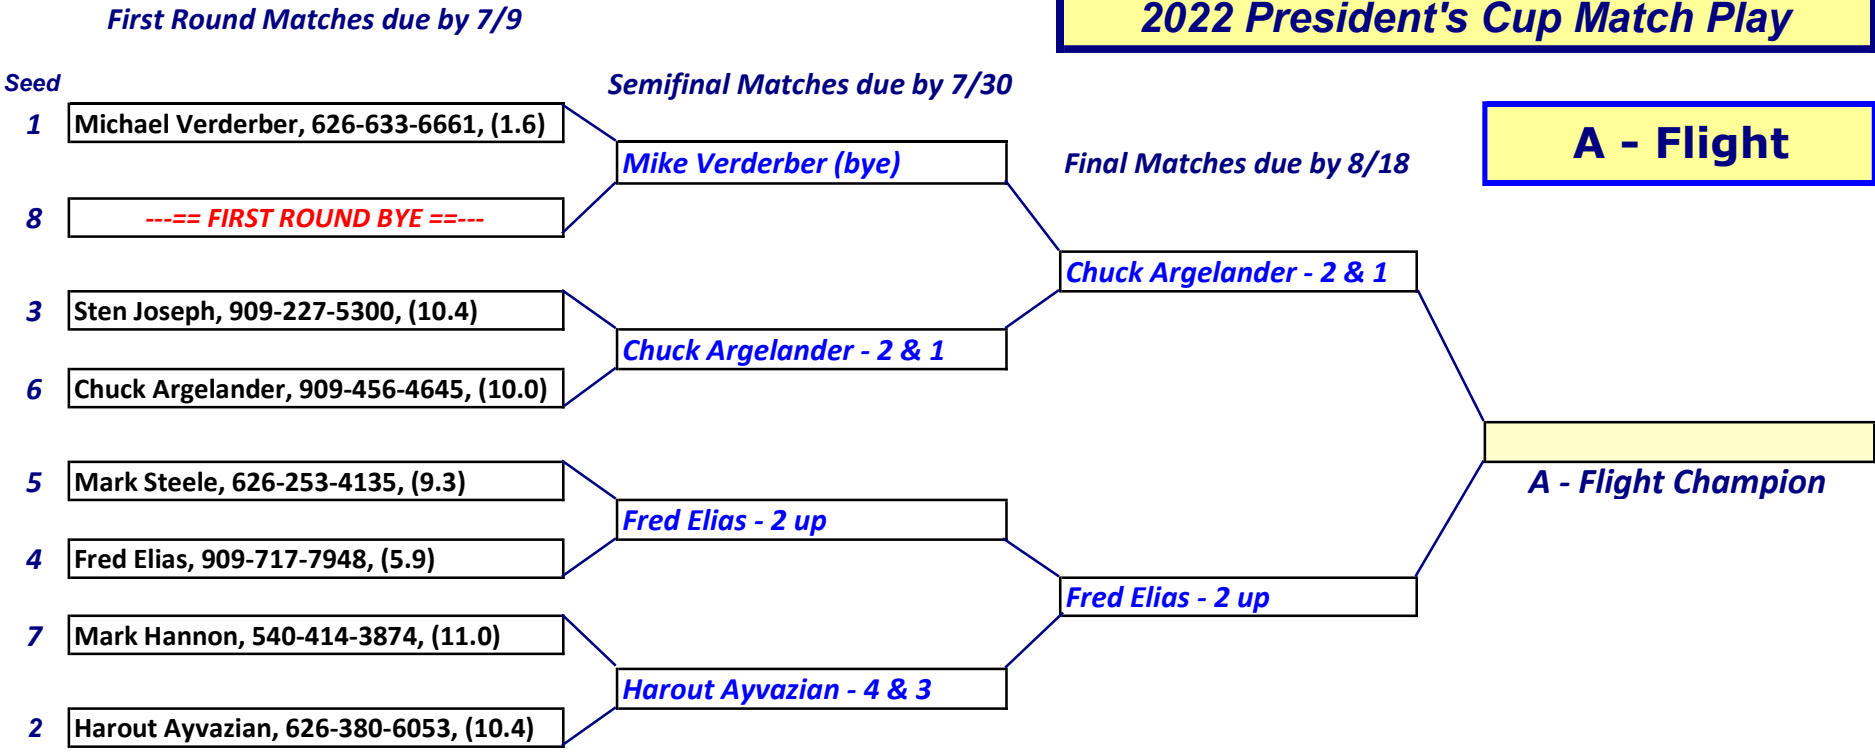 First Round Matches due by 7/9
2022 President's Cup Match Play
Seed
Semifinal Matches due by 7/30
1 Michael Verderber, 626-633-6661, (1.6)
A - Flight
Mike Verderber (bye)
Final Matches due by 8/18
8 ---== FIRST ROUND BYE ==---
Chuck Argelander - 2 & 1
3 Sten Joseph, 909-227-5300, (10.4)
Chuck Argelander - 2 & 1
6 Chuck Argelander, 909-456-4645, (10.0)
5 Mark Steele, 626-253-4135, (9.3)
A - Flight Champion
Fred Elias - 2 up
4 Fred Elias, 909-717-7948, (5.9)
Fred Elias - 2 up
7 Mark Hannon, 540-414-3874, (11.0)
Harout Ayvazian - 4 & 3
2 Harout Ayvazian, 626-380-6053, (10.4)